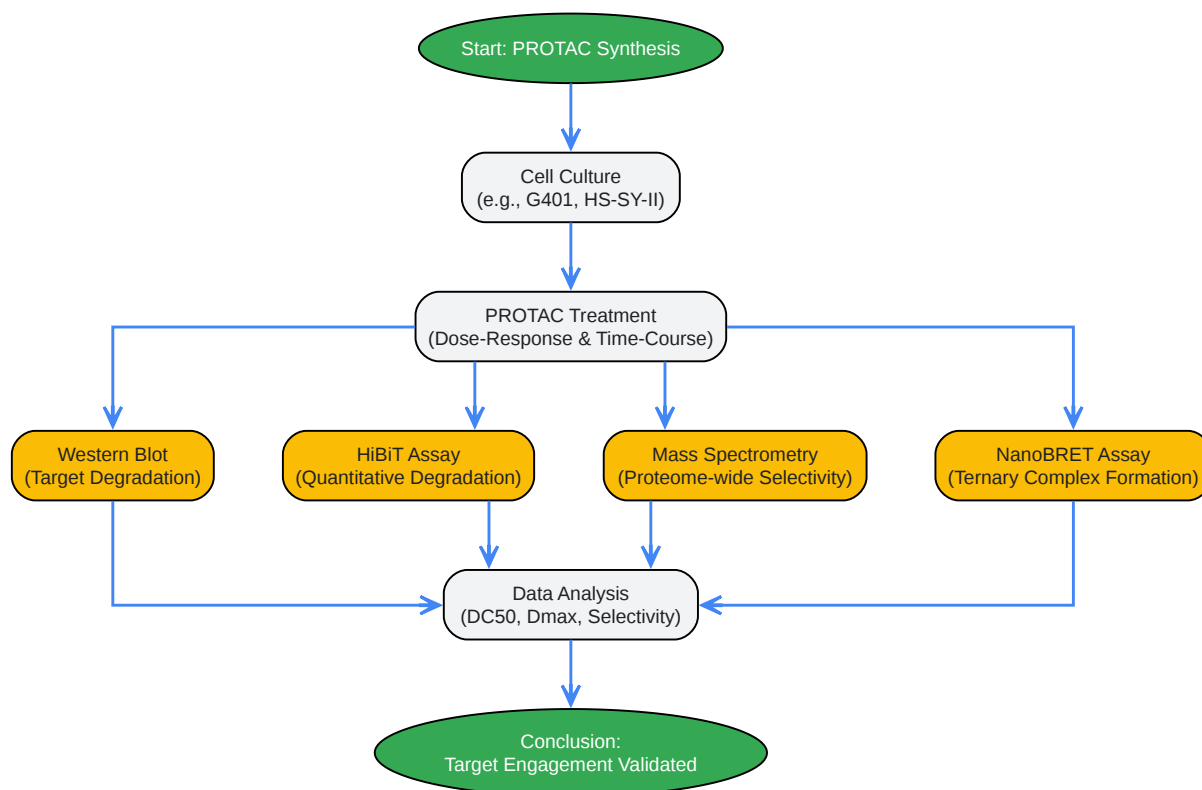 Start: PROTAC Synthesis
Cell Culture
(e.g., G401, HS-SY-II)
PROTAC Treatment
(Dose-Response & Time-Course)
Western Blot
(Target Degradation)
HiBiT Assay
(Quantitative Degradation)
Mass Spectrometry
(Proteome-wide Selectivity)
NanoBRET Assay
(Ternary Complex Formation)
Data Analysis
(DC50, Dmax, Selectivity)
Conclusion:
Target Engagement Validated